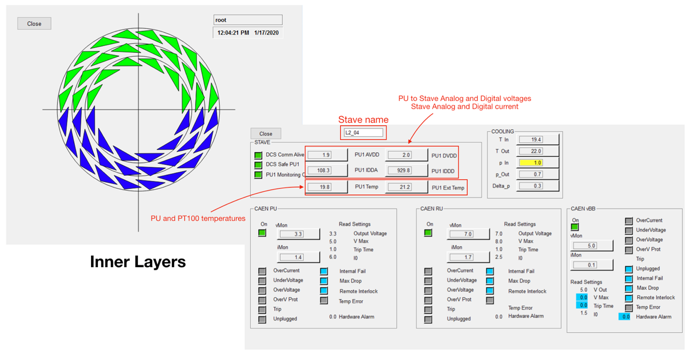 Close
root
12:04:21 PM 1/17/2020
Inner Layers
PU to Stave Analog and Digital voltages
Stave Analog and Digital current
Stave name
PU and PT100 temperatures
Close
L2_04
STAVE
DCS Comm Alive
DCS Safe PU1
PU1 Monitoring C
1.9 PU1 AVDD 2.0 PU1 DVDD
108.3 PU1 IDDA 929.8 PU1 IDDD
19.8 PU1 Temp 21.2 PU1 Ext Temp
COOLING
T In 19.4
T Out 22.0
p In 1.0
p_Out 0.7
Delta_p 0.3
CAEN PU
On
vMon
3.3
iMon
1.4
Read Settings
3.3 Output Voltage
5.0 V Max
1.0 Trip Time
6.0 I0
OverCurrent
UnderVoltage
OverVoltage
OverV Prot
Trip
Unplugged
Internal Fail
Max Drop
Remote Interlock
Temp Error
0.0 Hardware Alarm
CAEN RU
On
vMon
7.0
iMon
1.7
Read Settings
7.0 Output Voltage
8.0 V Max
1.0 Trip Time
2.5 I0
OverCurrent
UnderVoltage
OverVoltage
OverV Prot
Trip
Unplugged
Internal Fail
Max Drop
Remote Interlock
Temp Error
0.0 Hardware Alarm
CAEN vBB
On
vMon
5.0
iMon
0.1
Read Settings
5.0 V Out
0.0 V Max
0.0 Trip Time
1.5 I0
OverCurrent
UnderVoltage
OverVoltage
OverV Prot
Trip
Unplugged
Internal Fail
Max Drop
Remote Interlock
Temp Error
0.0 Hardware Alarm